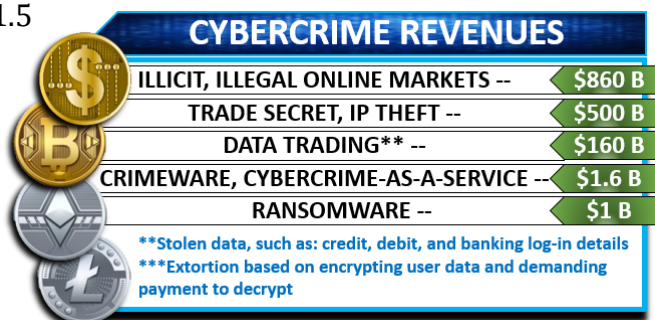 1.5
CYBERCRIME REVENUES
ILLICIT, ILLEGAL ONLINE MARKETS -- $860 B
TRADE SECRET, IP THEFT -- $500 B
DATA TRADING** -- $160 B
CRIMEWARE, CYBERCRIME-AS-A-SERVICE -- $1.6 B
RANSOMWARE -- $1 B
**Stolen data, such as: credit, debit, and banking log-in details
***Extortion based on encrypting user data and demanding
payment to decrypt